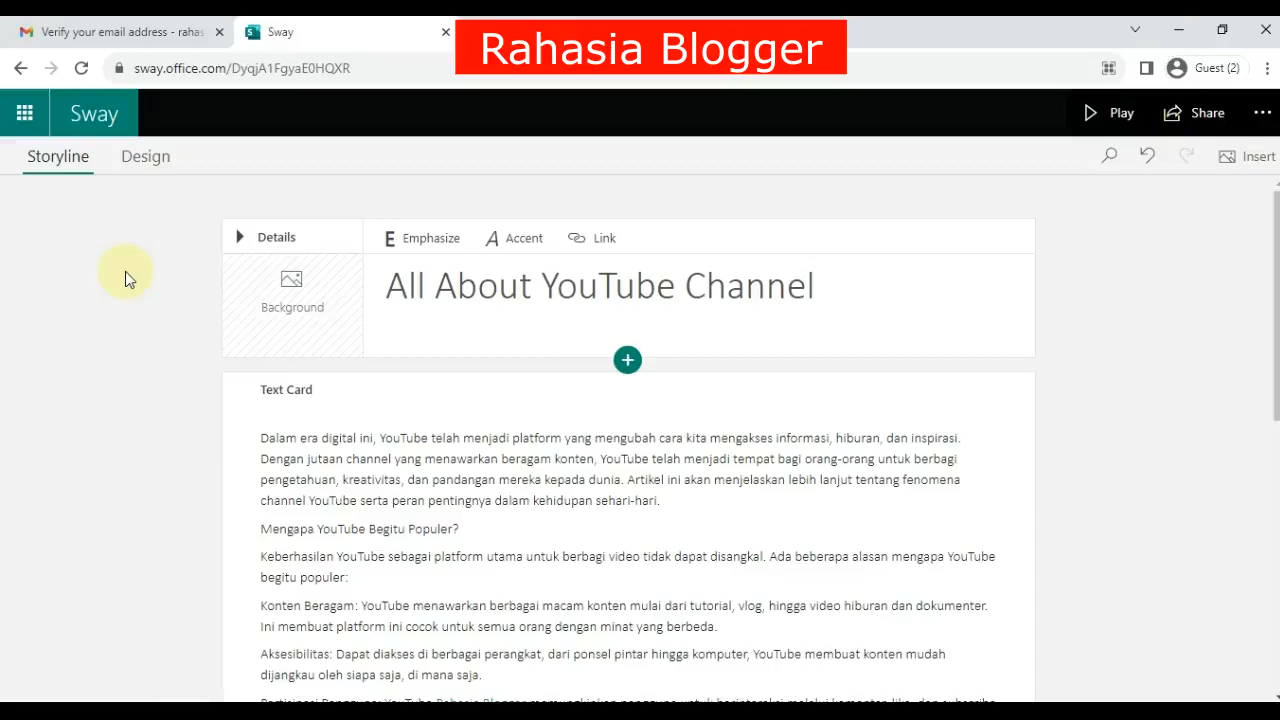 Verify your email address - rahas
Sway
Rahasia Blogger
sway.office.com/DyqjA1FgyaE0HQXR
Guest (2)
Sway
Play
Share
Storyline
Design
Insert
Details
E Emphasize
A Accent
Link
Background
All About YouTube Channel
Text Card
Dalam era digital ini, YouTube telah menjadi platform yang mengubah cara kita mengakses informasi, hiburan, dan inspirasi.
Dengan jutaan channel yang menawarkan beragam konten, YouTube telah menjadi tempat bagi orang-orang untuk berbagi
pengetahuan, kreativitas, dan pandangan mereka kepada dunia. Artikel ini akan menjelaskan lebih lanjut tentang fenomena
channel YouTube serta peran pentingnya dalam kehidupan sehari-hari.
Mengapa YouTube Begitu Populer?
Keberhasilan YouTube sebagai platform utama untuk berbagi video tidak dapat disangkal. Ada beberapa alasan mengapa YouTube
begitu populer:
Konten Beragam: YouTube menawarkan berbagai macam konten mulai dari tutorial, vlog, hingga video hiburan dan dokumenter.
Ini membuat platform ini cocok untuk semua orang dengan minat yang berbeda.
Aksesibilitas: Dapat diakses di berbagai perangkat, dari ponsel pintar hingga komputer, YouTube membuat konten mudah
dijangkau oleh siapa saja, di mana saja.